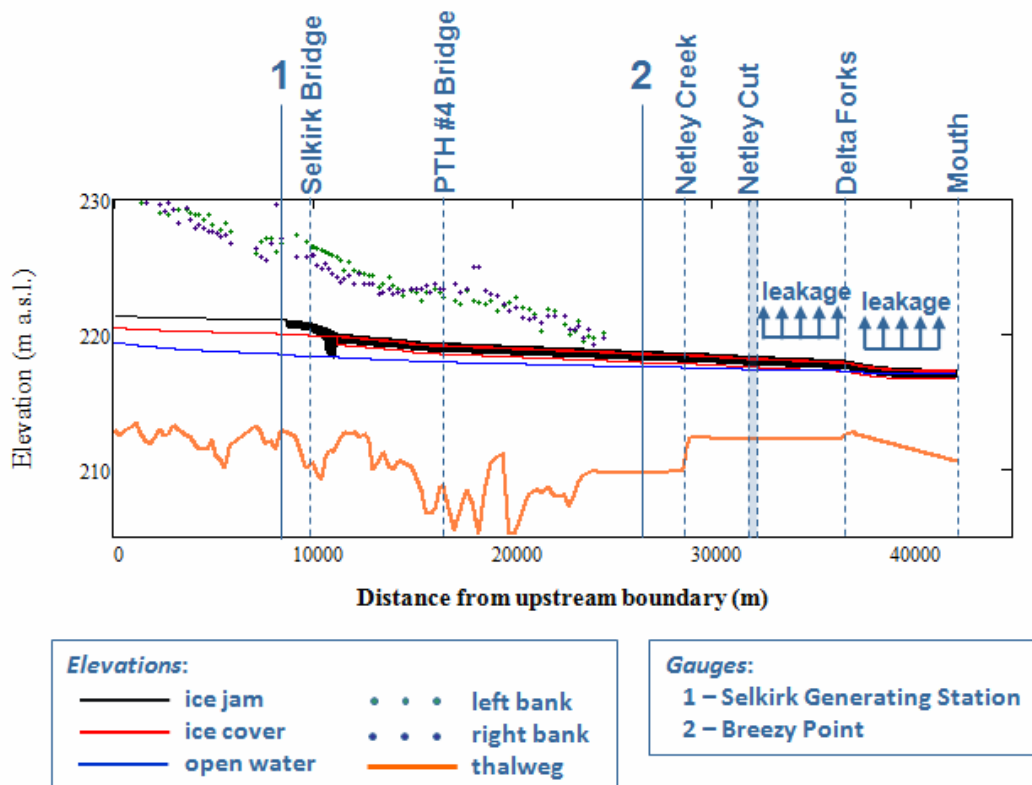 1
Selkirk Bridge
PTH #4 Bridge
2
Netley Creek
Netley Cut
Delta Forks
Mouth
230
220
210
Elevation (m a.s.l.)
leakage
leakage
0 10000 20000 30000 40000
Distance from upstream boundary (m)
Elevations:
ice jam
ice cover
open water
left bank
right bank
thalweg
Gauges:
1 – Selkirk Generating Station
2 – Breezy Point